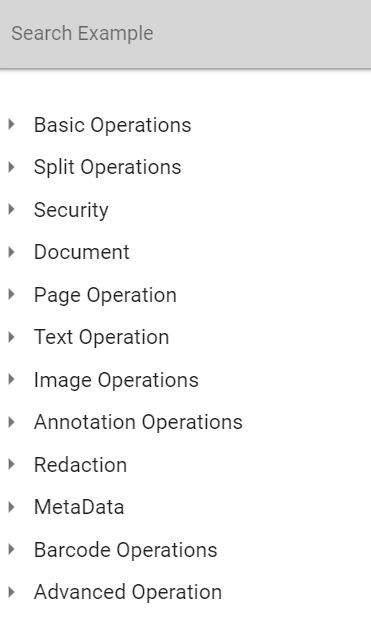 Search Example
Basic Operations
Split Operations
Security
Document
Page Operation
Text Operation
Image Operations
Annotation Operations
Redaction
MetaData
Barcode Operations
Advanced Operation